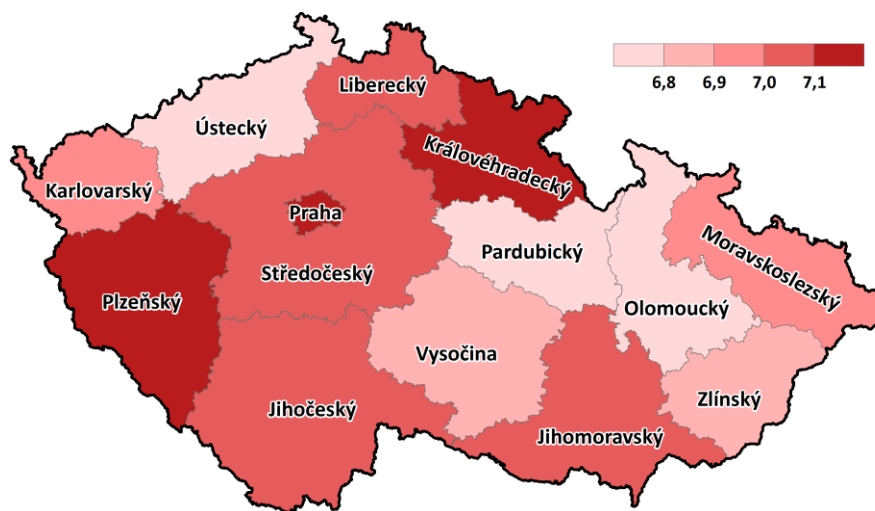 Liberecký
6,8 6,9 7,0 7,1
Ústecký
Královéhradecký
Karlovarský
Praha
Moravskoslezský
Pardubický
Středočeský
Plzeňský
Olomoucký
Vysočina
Zlínský
Jihočeský
Jihomoravský